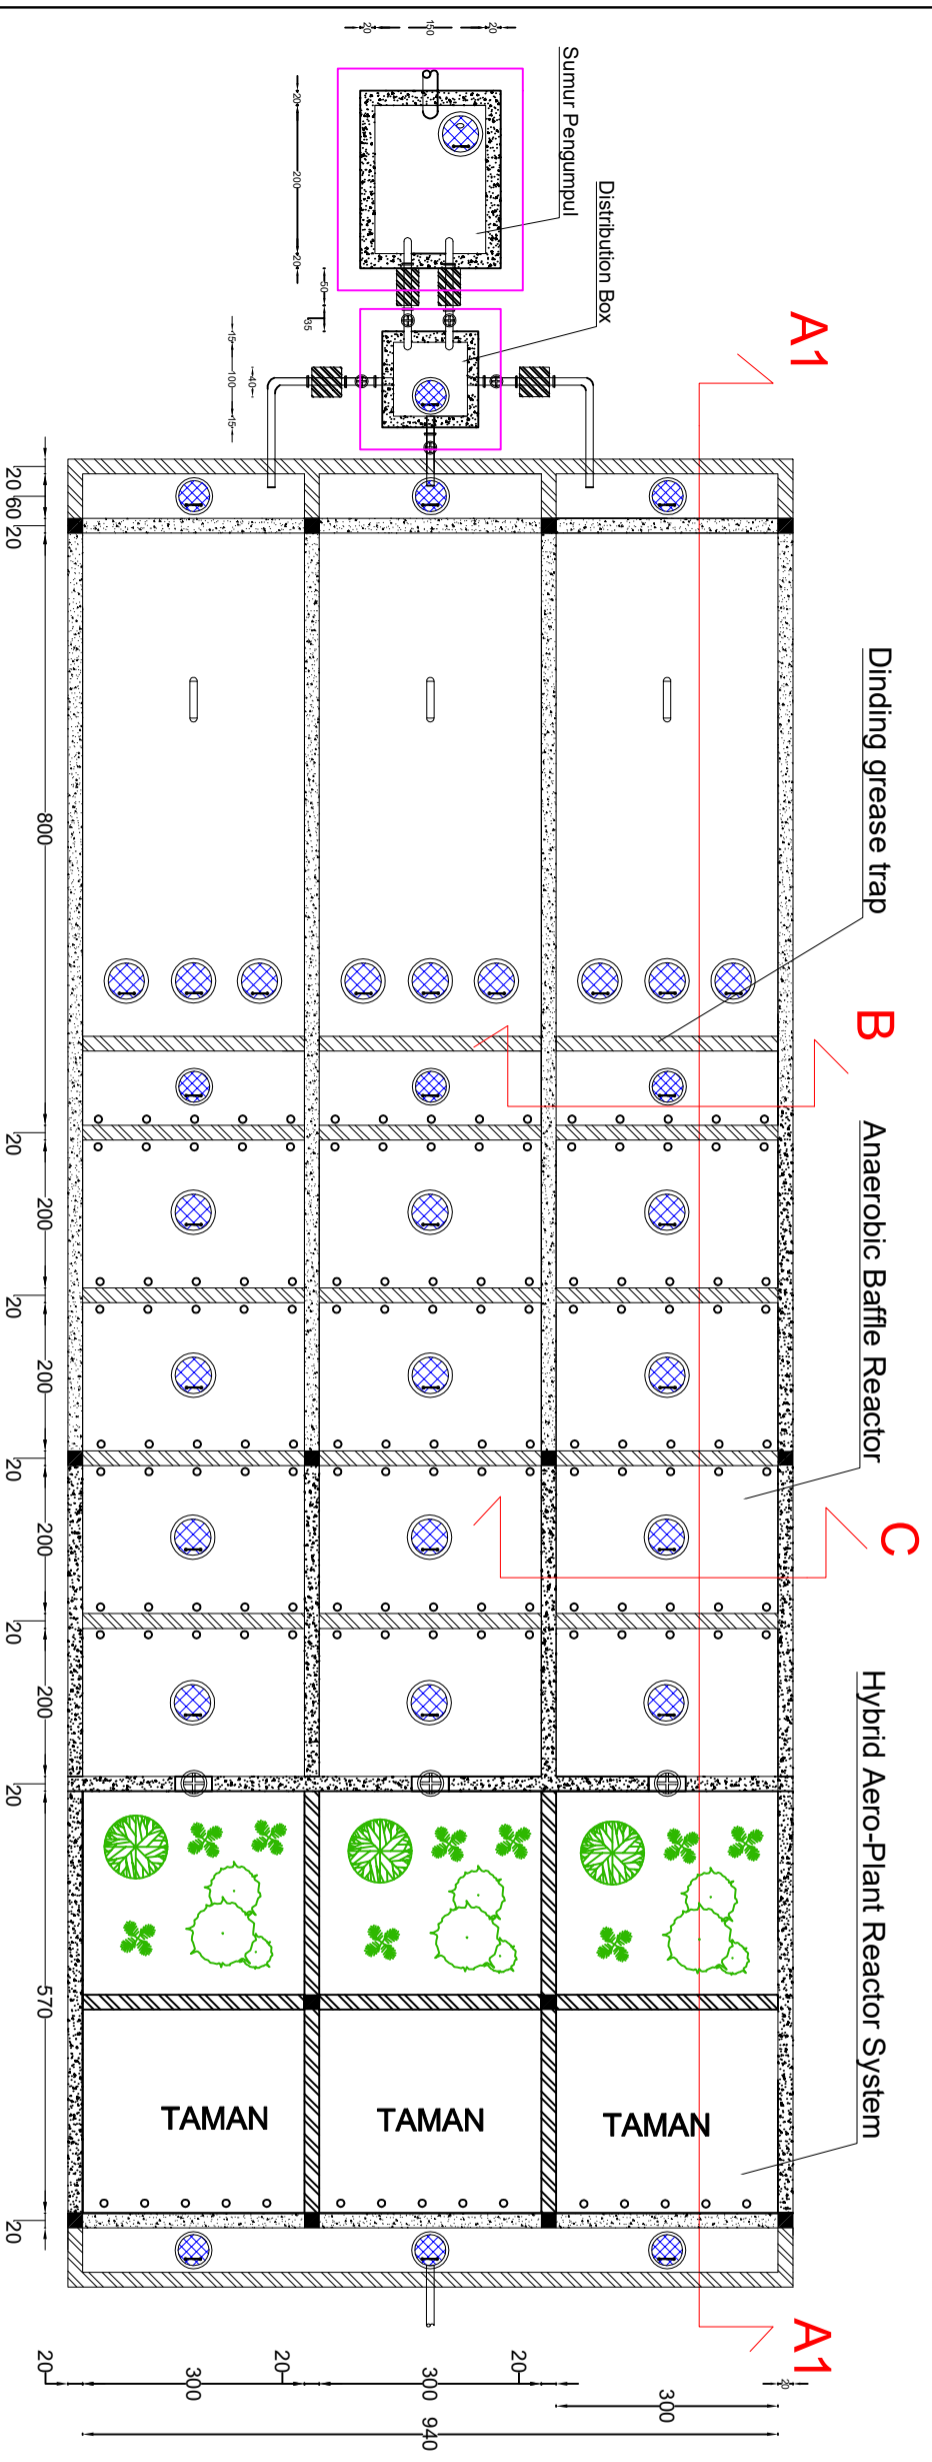 A1
B
C
A1
Dinding grease trap
Anaerobic Baffle Reactor
Hybrid Aero-Plant Reactor System
Sumur Pengumpul
Distribution Box
20
150
20
20
200
20
50
35
15
100
15
40
TAMAN
TAMAN
TAMAN
20
60
20
800
20
200
20
200
20
200
20
200
20
570
20
20
300
20
300
20
300
20
940